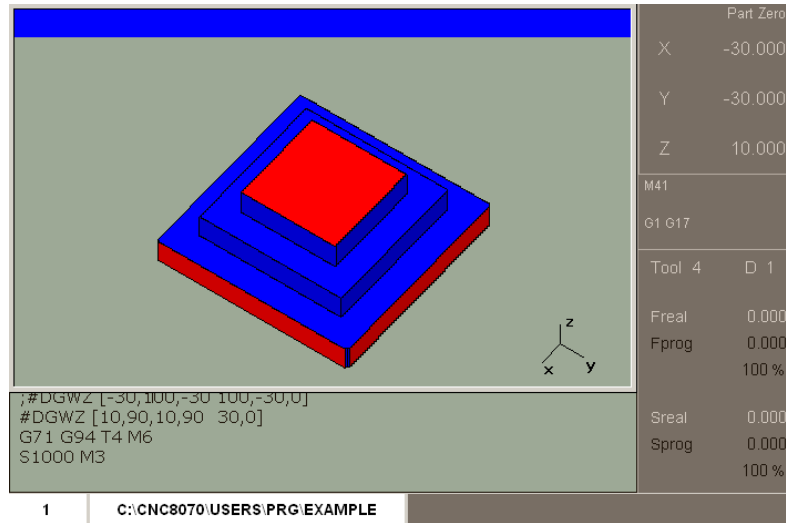 Part Zero
X -30.000
Y -30.000
Z 10.000
M41
G1 G17
Tool 4 D 1
Freal 0.000
Fprog 0.000
100 %
Sreal 0.000
Sprog 0.000
100 %
z
x y
;#DGWZ [-30,100,-30 100,-30,0]
#DGWZ [10,90,10,90 30,0]
G71 G94 T4 M6
S1000 M3
1 C:\CNC8070\USERS\PRG\EXAMPLE